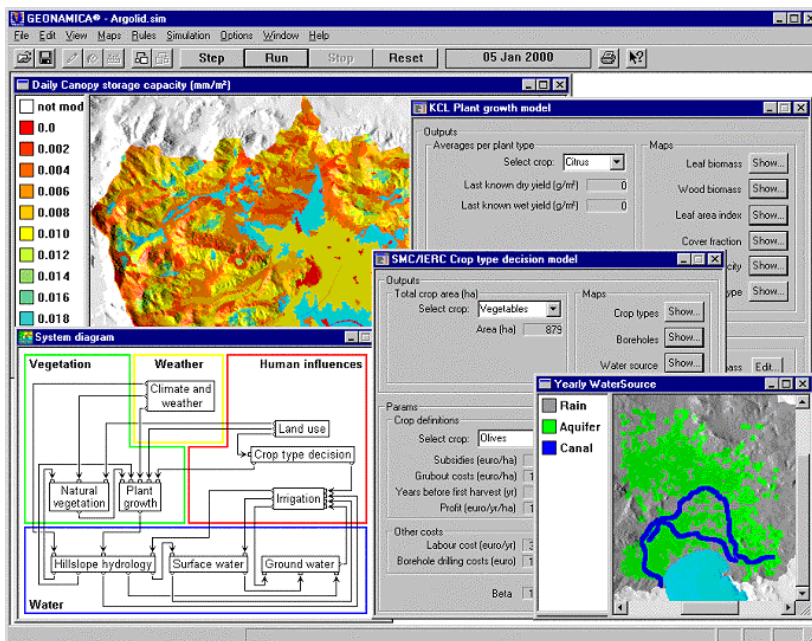 GEONAMICA® - Argolid.sim
File Edit View Maps Rules Simulation Options Window Help
Step Run Stop Reset 05 Jan 2000
Daily Canopy storage capacity (mm/m²)
not mod
0.0
0.002
0.004
0.006
0.008
0.010
0.012
0.014
0.016
0.018
KCL Plant growth model
Outputs
Averages per plant type
Select crop: Citrus
Last known dry yield (g/m²) 0
Last known wet yield (g/m²) 0
Maps
Leaf biomass Show...
Wood biomass Show...
Leaf area index Show...
Cover fraction Show...
Show...
Show...
Edit...
SMC/IERC Crop type decision model
Outputs
Total crop area (ha)
Select crop: Vegetables
Area (ha) 879
Maps
Crop types Show...
Boreholes Show...
Water source Show...
Params
Crop definitions
Select crop: Olives
Subsidies (euro/ha)
Grubout costs (euro/ha)
Years before first harvest (yr)
Profit (euro/yr/ha)
Other costs
Labour cost (euro/yr)
Borehole drilling costs (euro)
Beta
System diagram
Vegetation Weather Human influences
Climate and
weather
Land use
Crop type decision
Natural
vegetation
Plant
growth
Irrigation
Hillslope hydrology Surface water Ground water
Water
Yearly WaterSource
Rain
Aquifer
Canal